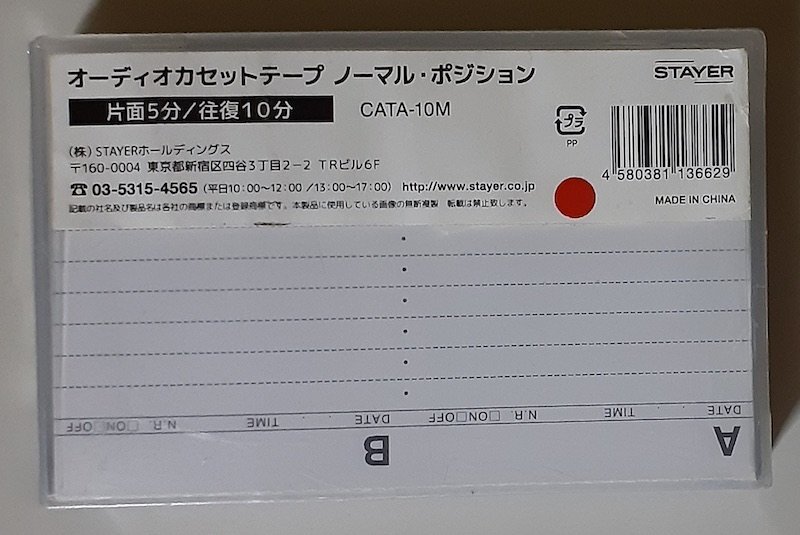 オーディオカセットテープ ノーマル・ポジション
STAYER
片面5分/往復10分
CATA-10M
プラ
PP
4 580381 136629
(株)STAYERホールディングス
〒160-0004 東京都新宿区四谷3丁目2-2 TRビル6F
☎ 03-5315-4565(平日10:00〜12:00/13:00〜17:00) http://www.stayer.co.jp
MADE IN CHINA
記載の社名及び製品名は各社の商標または登録商標です。本製品に使用している画像の無断複製 転載は禁止致します。
A
DATE . . TIME N.R. □ON□OFF
B
DATE . . TIME N.R. □ON□OFF